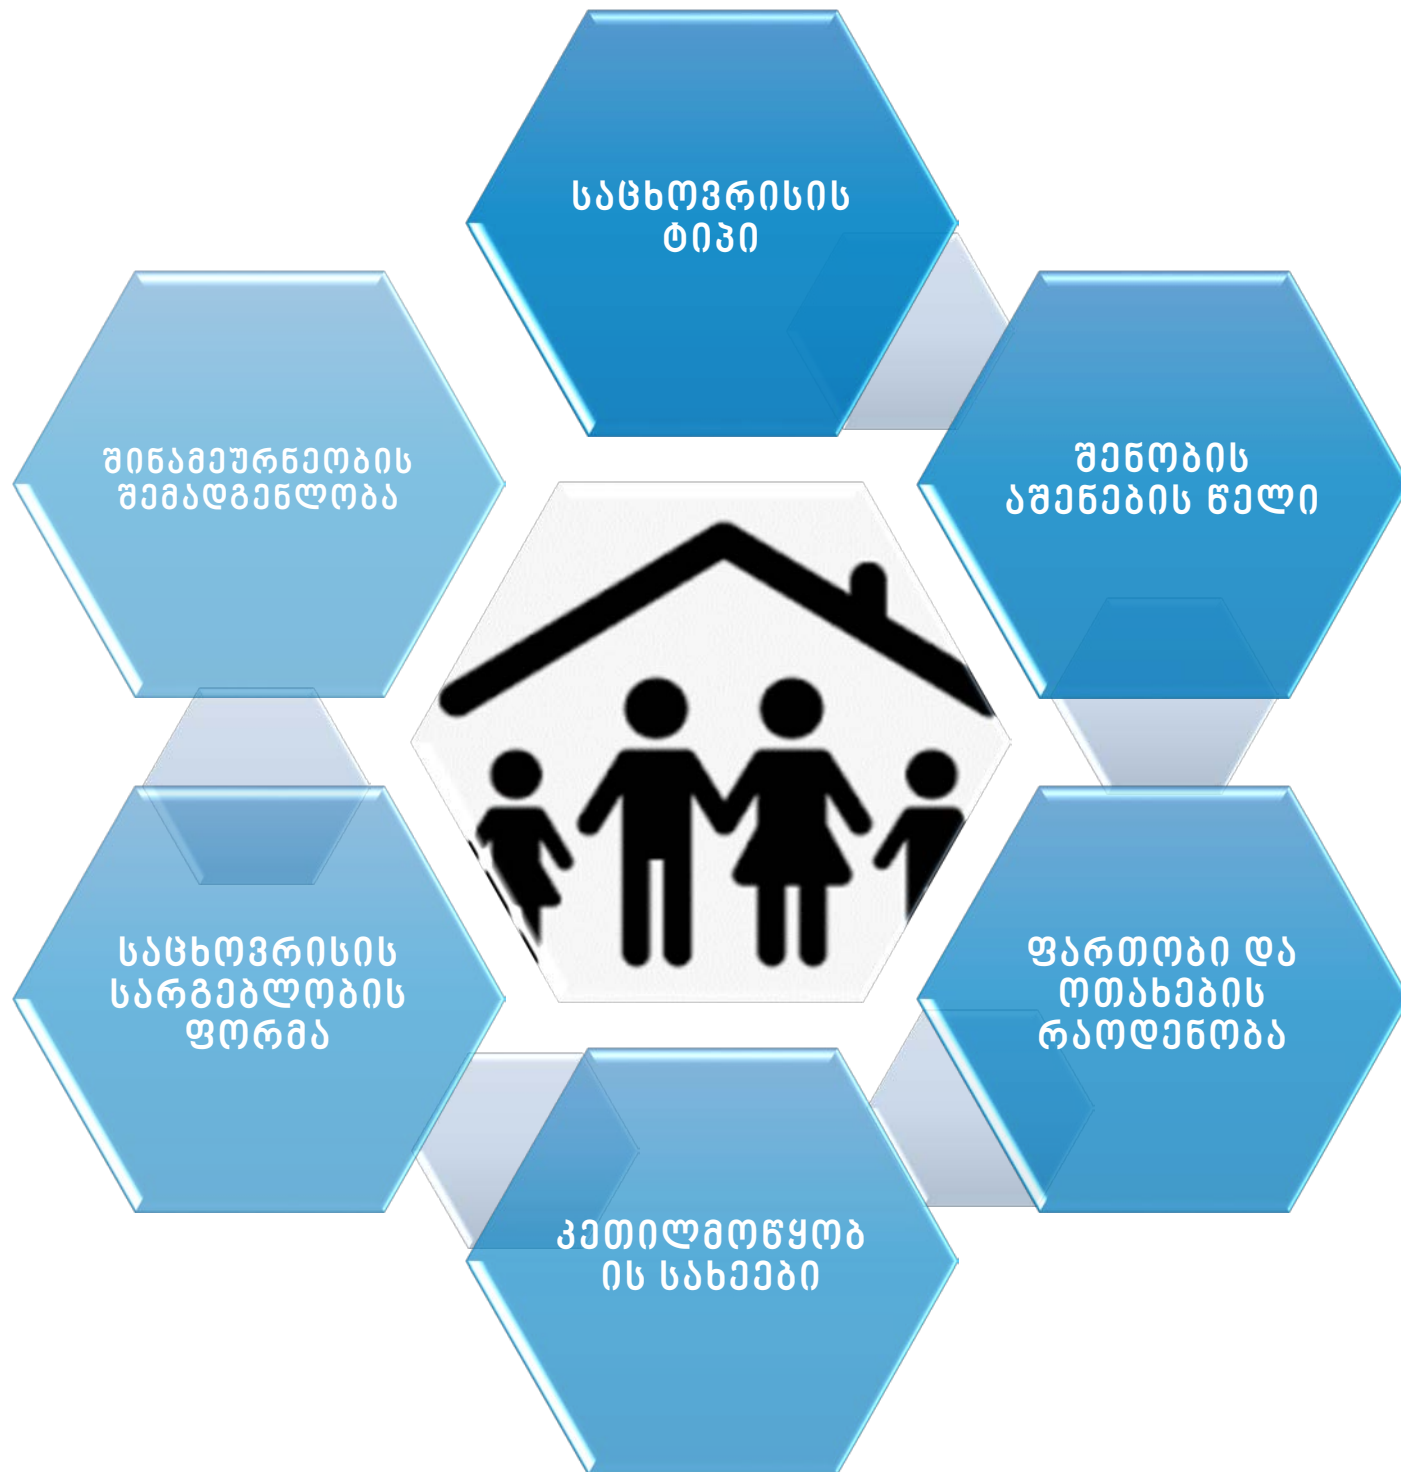 საცხოვრისის
ტიპი
შენობის
აშენების წელი
ფართობი და
ოთახების
რაოდენობა
კეთილმოწყობ
ის სახეები
საცხოვრისის
სარგებლობის
ფორმა
შინამეურნეობის
შემადგენლობა